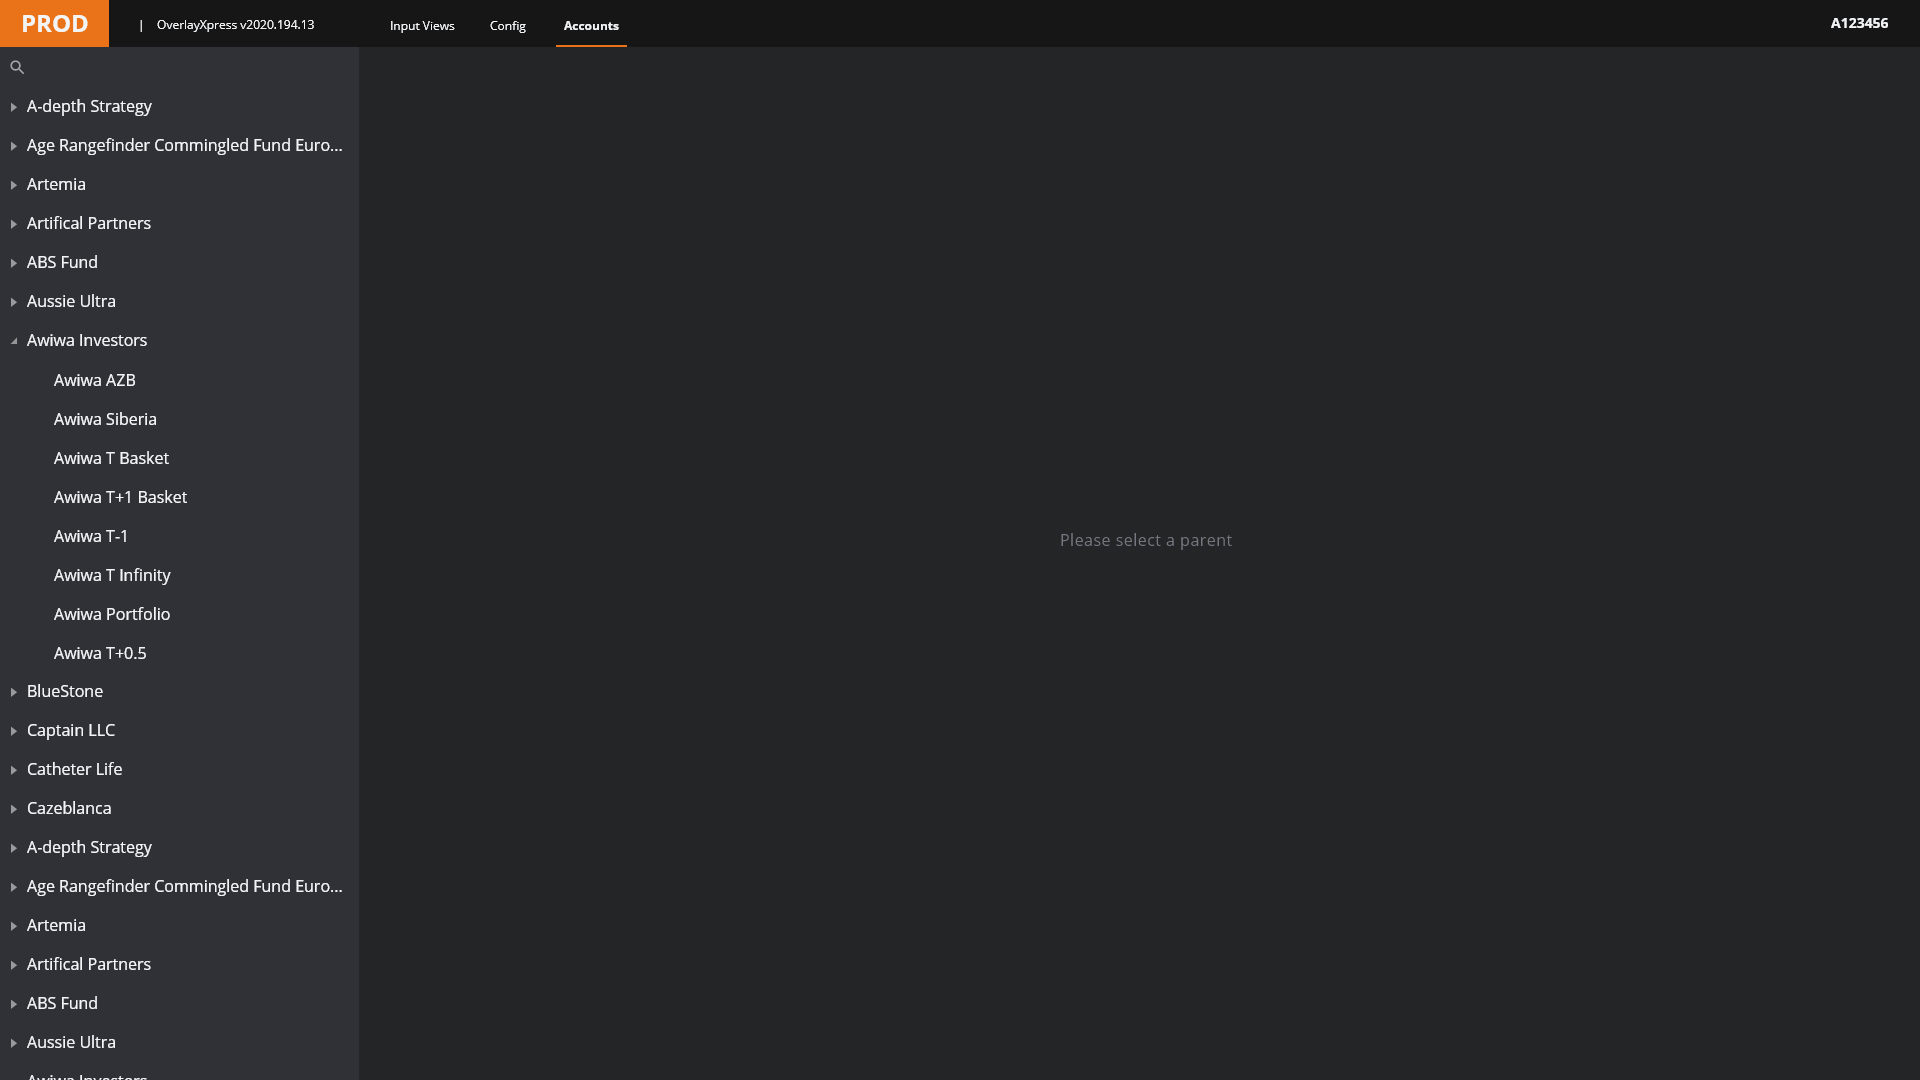 PROD | OverlayXpress v2020.194.13 Input Views Config Accounts A123456
A-depth Strategy
Age Rangefinder Commingled Fund Euro...
Artemia
Artifical Partners
ABS Fund
Aussie Ultra
Awiwa Investors
Awiwa AZB
Awiwa Siberia
Awiwa T Basket
Awiwa T+1 Basket
Awiwa T-1
Awiwa T Infinity
Awiwa Portfolio
Awiwa T+0.5
BlueStone
Captain LLC
Catheter Life
Cazeblanca
A-depth Strategy
Age Rangefinder Commingled Fund Euro...
Artemia
Artifical Partners
ABS Fund
Aussie Ultra
Awiwa Investors
Please select a parent